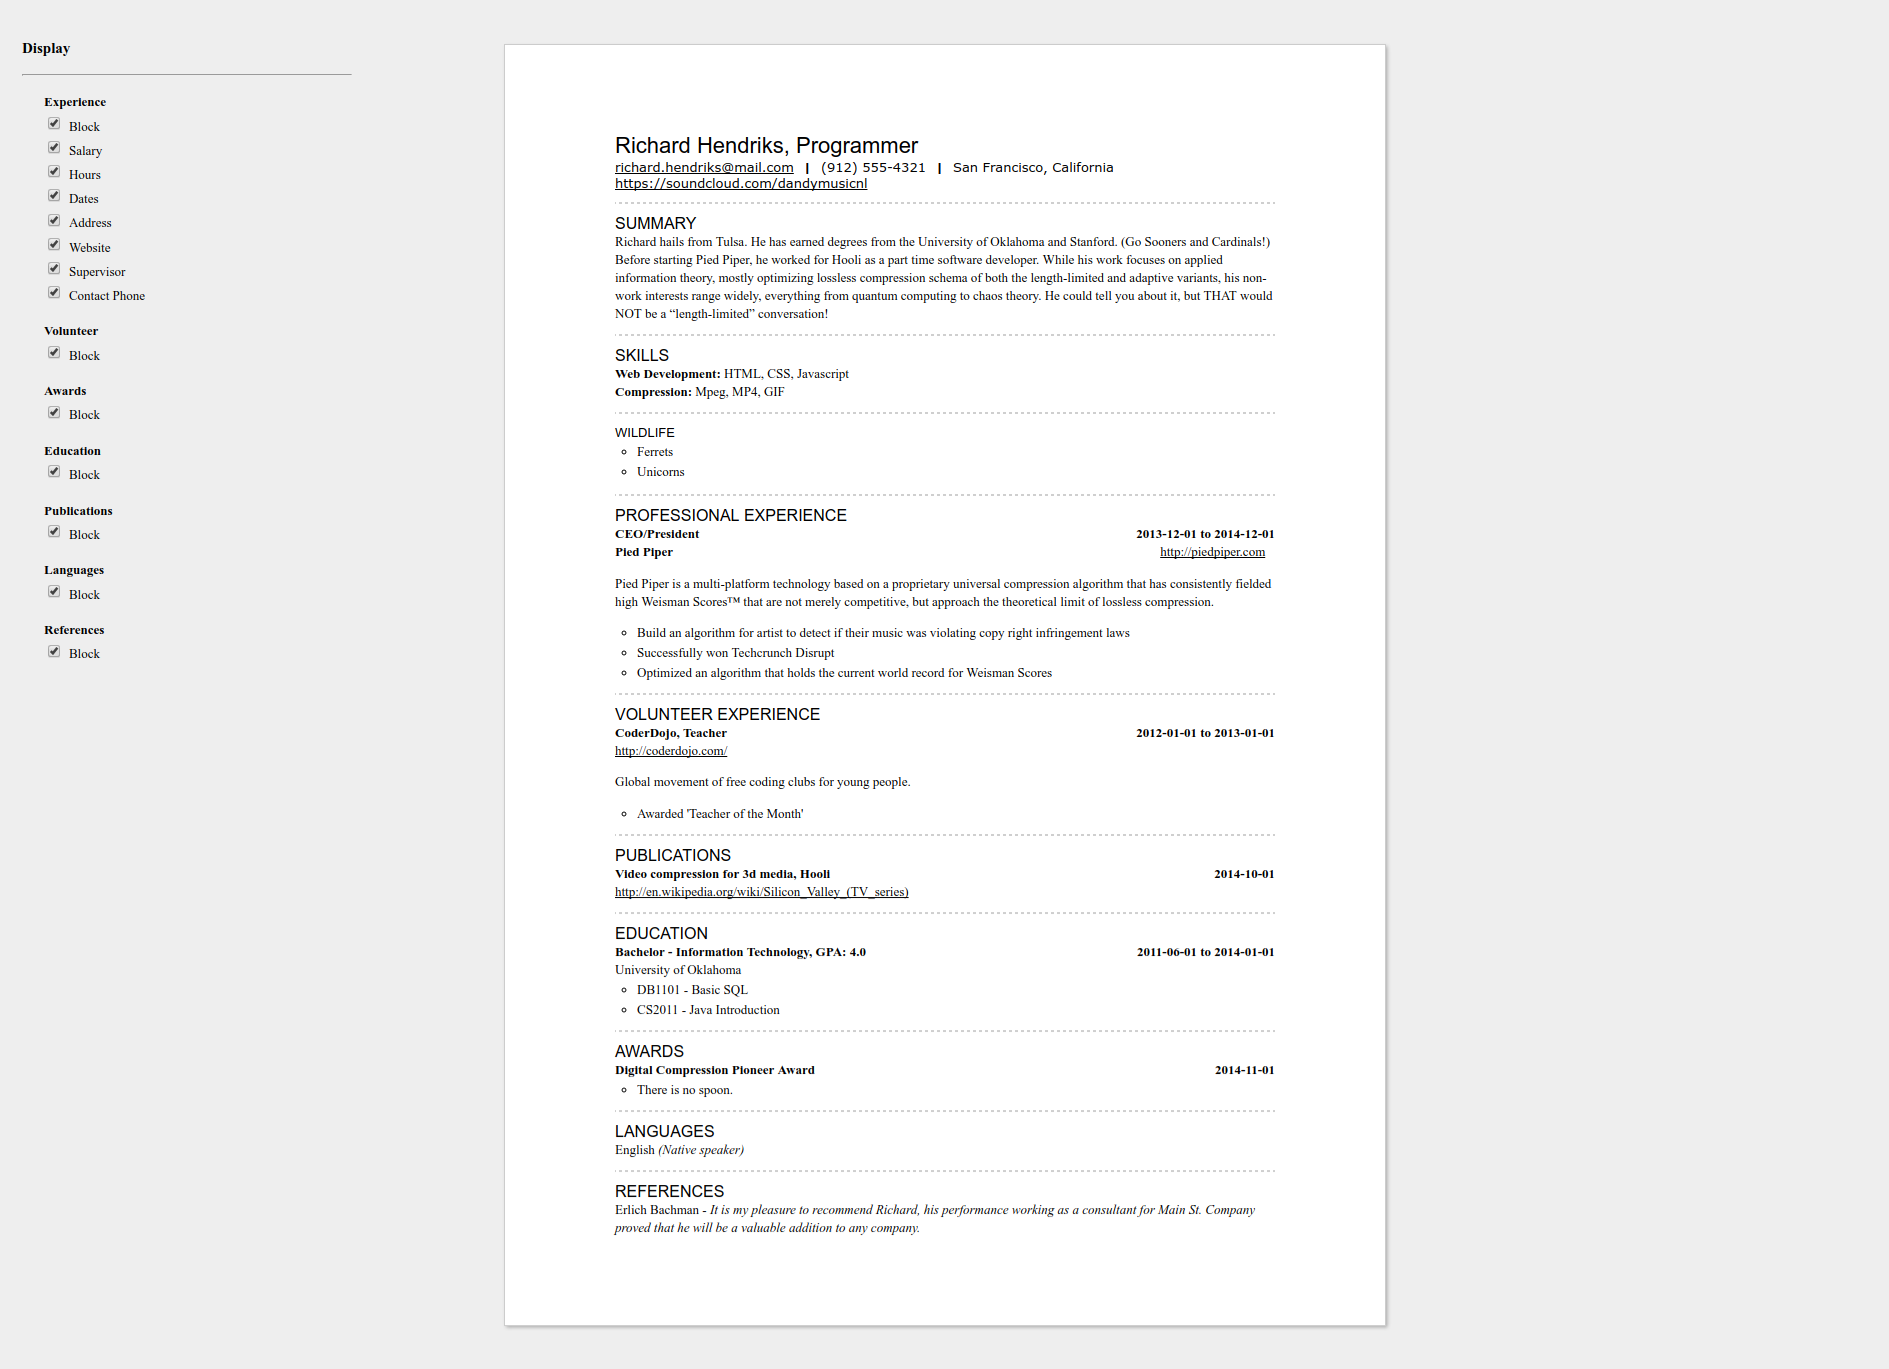 Display
Experience
Block
Salary
Hours
Dates
Address
Website
Supervisor
Contact Phone
Volunteer
Block
Awards
Block
Education
Block
Publications
Block
Languages
Block
References
Block
Richard Hendriks, Programmer
richard.hendriks@mail.com | (912) 555-4321 | San Francisco, California
https://soundcloud.com/dandymusicnl
SUMMARY
Richard hails from Tulsa. He has earned degrees from the University of Oklahoma and Stanford. (Go Sooners and Cardinals!)
Before starting Pied Piper, he worked for Hooli as a part time software developer. While his work focuses on applied
information theory, mostly optimizing lossless compression schema of both the length-limited and adaptive variants, his non-
work interests range widely, everything from quantum computing to chaos theory. He could tell you about it, but THAT would
NOT be a “length-limited” conversation!
SKILLS
Web Development: HTML, CSS, Javascript
Compression: Mpeg, MP4, GIF
WILDLIFE
Ferrets
Unicorns
PROFESSIONAL EXPERIENCE
CEO/President 2013-12-01 to 2014-12-01
Pied Piper http://piedpiper.com
Pied Piper is a multi-platform technology based on a proprietary universal compression algorithm that has consistently fielded
high Weisman Scores™ that are not merely competitive, but approach the theoretical limit of lossless compression.
Build an algorithm for artist to detect if their music was violating copy right infringement laws
Successfully won Techcrunch Disrupt
Optimized an algorithm that holds the current world record for Weisman Scores
VOLUNTEER EXPERIENCE
CoderDojo, Teacher 2012-01-01 to 2013-01-01
http://coderdojo.com/
Global movement of free coding clubs for young people.
Awarded 'Teacher of the Month'
PUBLICATIONS
Video compression for 3d media, Hooli 2014-10-01
http://en.wikipedia.org/wiki/Silicon_Valley_(TV_series)
EDUCATION
Bachelor - Information Technology, GPA: 4.0 2011-06-01 to 2014-01-01
University of Oklahoma
DB1101 - Basic SQL
CS2011 - Java Introduction
AWARDS
Digital Compression Pioneer Award 2014-11-01
There is no spoon.
LANGUAGES
English (Native speaker)
REFERENCES
Erlich Bachman - It is my pleasure to recommend Richard, his performance working as a consultant for Main St. Company
proved that he will be a valuable addition to any company.